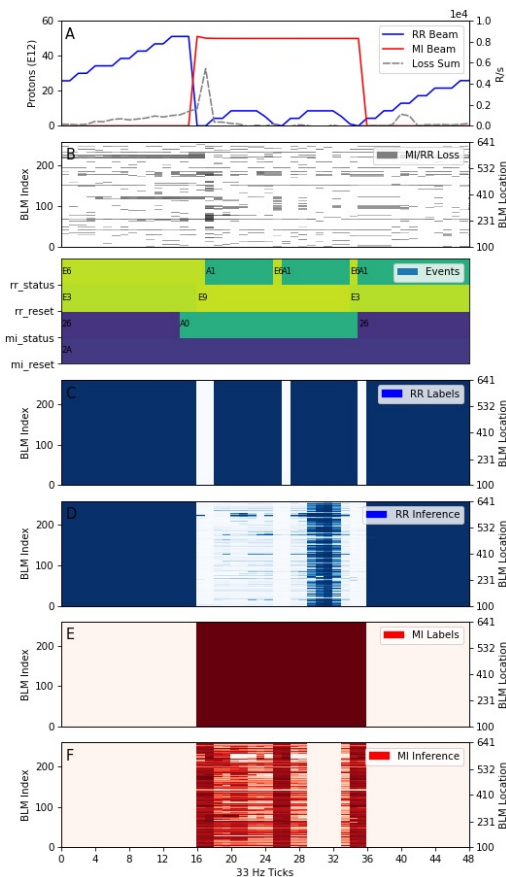 1e4
60
40
20
0
Protons (E12)
A
RR Beam
MI Beam
Loss Sum
1.0
0.8
0.6
0.4
0.2
0.0
R/s
200
100
0
BLM Index
B
MI/RR Loss
641
532
410
231
100
BLM Location
E6 A1 E6A1 E6A1
Events
rr_status
E3 E9 E3
rr_reset
26 A0 26
mi_status
2A
mi_reset
200
100
0
BLM Index
C
RR Labels
641
532
410
231
100
BLM Location
200
100
0
BLM Index
D
RR Inference
641
532
410
231
100
BLM Location
200
100
0
BLM Index
E
MI Labels
641
532
410
231
100
BLM Location
200
100
0
BLM Index
F
MI Inference
641
532
410
231
100
BLM Location
0 4 8 12 16 20 24 28 32 36 40 44 48
33 Hz Ticks